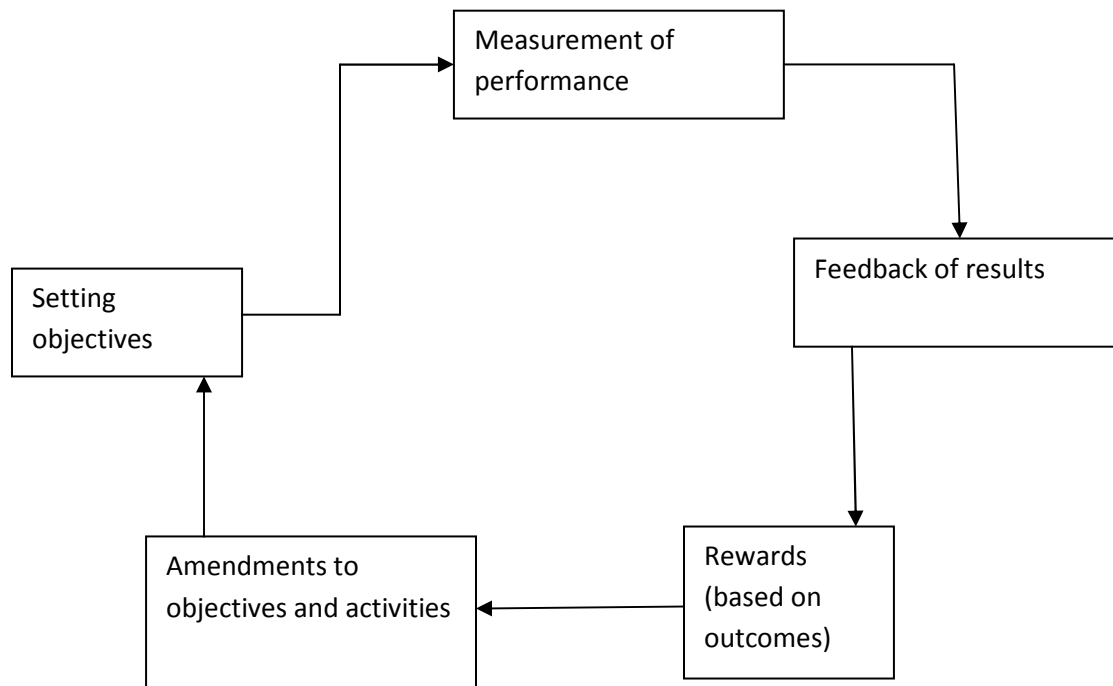 Measurement of
performance
Feedback of results
Setting
objectives
Rewards
(based on
outcomes)
Amendments to
objectives and activities